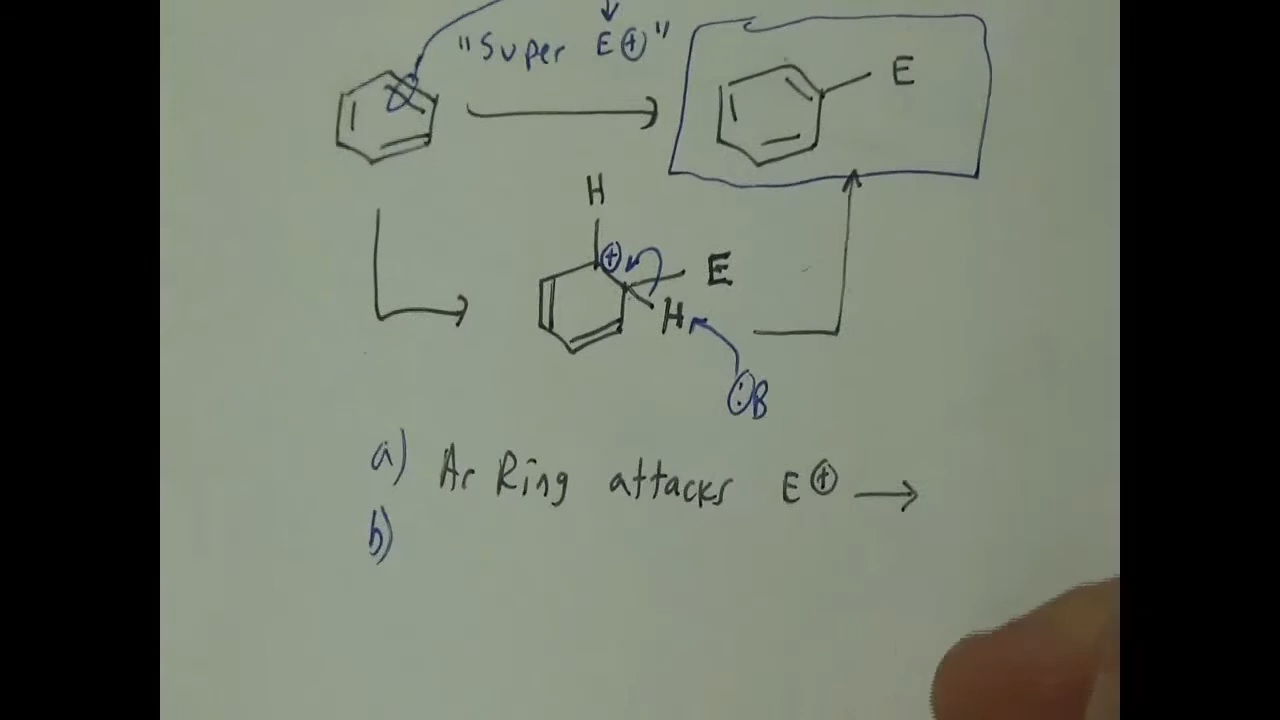 "Super E⊕"
E
H
⊕
E
H
:B
a) Ar Ring attacks E⊕ →
b)